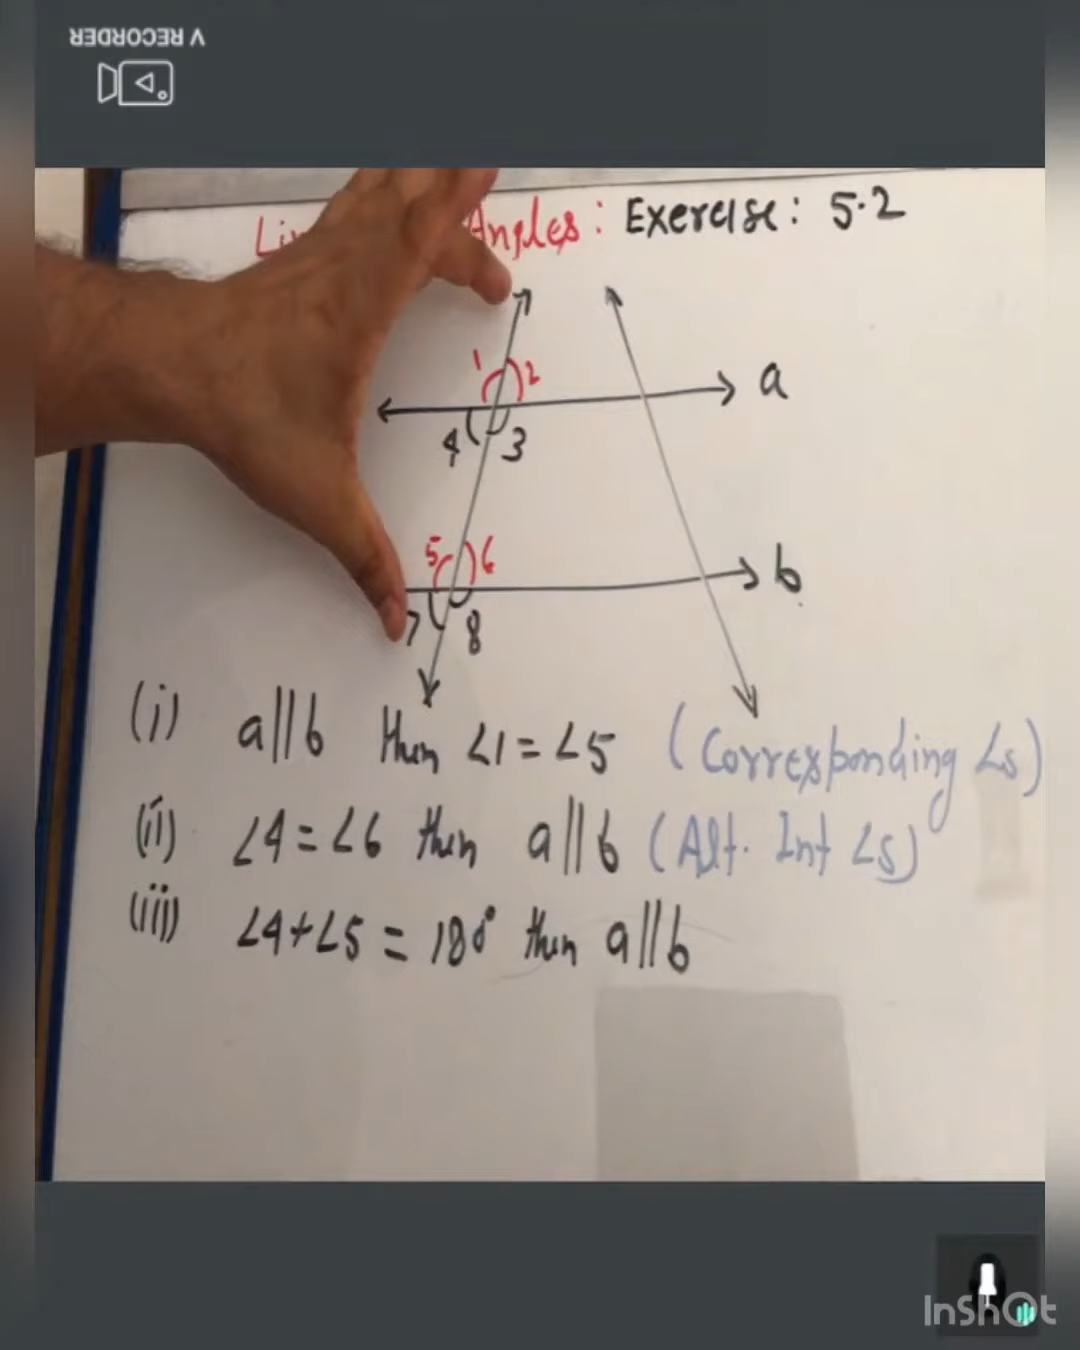 V RECORDER
Angles: Exercise: 5.2
1 2
a
4 3
5 6
b
7 8
(i) a||b then ∠1=∠5 (Corresponding ∠s)
(ii) ∠4=∠6 then a||b (Alt. Int ∠s)
(iii) ∠4+∠5=180° then a||b
InShOt